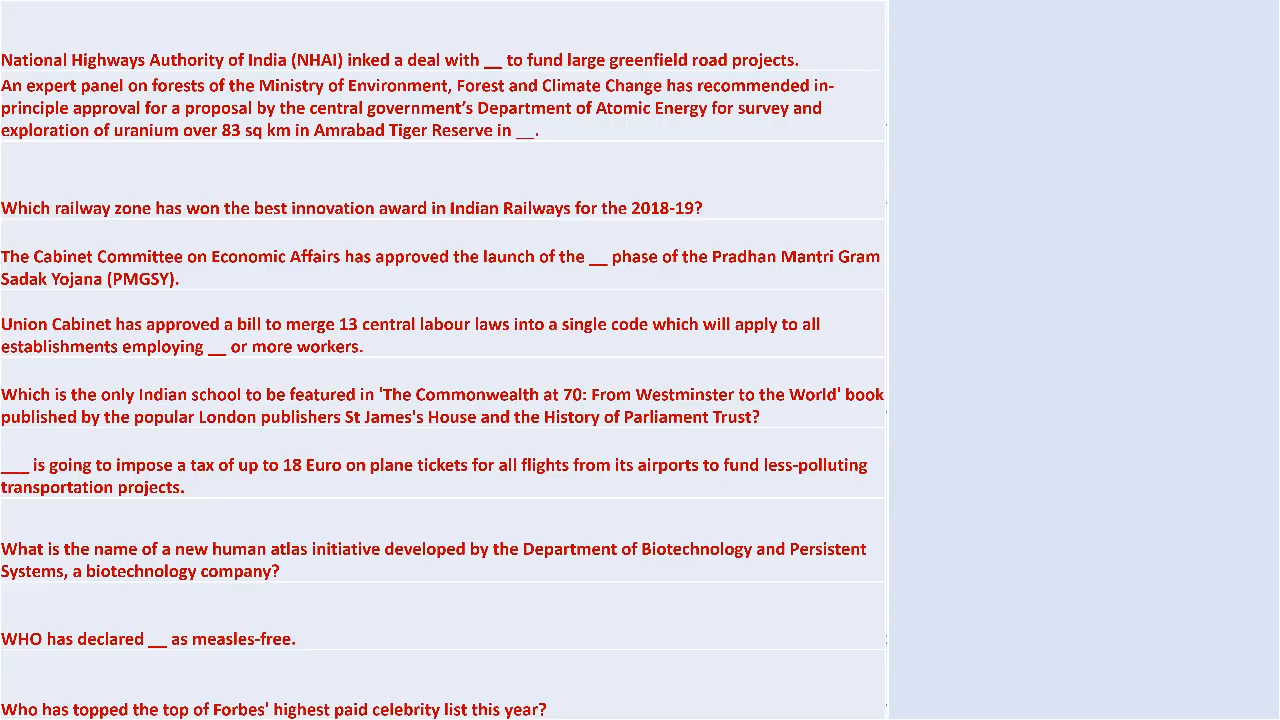 National Highways Authority of India (NHAI) inked a deal with __ to fund large greenfield road projects.
An expert panel on forests of the Ministry of Environment, Forest and Climate Change has recommended in-
principle approval for a proposal by the central government’s Department of Atomic Energy for survey and
exploration of uranium over 83 sq km in Amrabad Tiger Reserve in __.
Which railway zone has won the best innovation award in Indian Railways for the 2018-19?
The Cabinet Committee on Economic Affairs has approved the launch of the __ phase of the Pradhan Mantri Gram
Sadak Yojana (PMGSY).
Union Cabinet has approved a bill to merge 13 central labour laws into a single code which will apply to all
establishments employing __ or more workers.
Which is the only Indian school to be featured in 'The Commonwealth at 70: From Westminster to the World' book
published by the popular London publishers St James's House and the History of Parliament Trust?
___ is going to impose a tax of up to 18 Euro on plane tickets for all flights from its airports to fund less-polluting
transportation projects.
What is the name of a new human atlas initiative developed by the Department of Biotechnology and Persistent
Systems, a biotechnology company?
WHO has declared __ as measles-free.
Who has topped the top of Forbes' highest paid celebrity list this year?